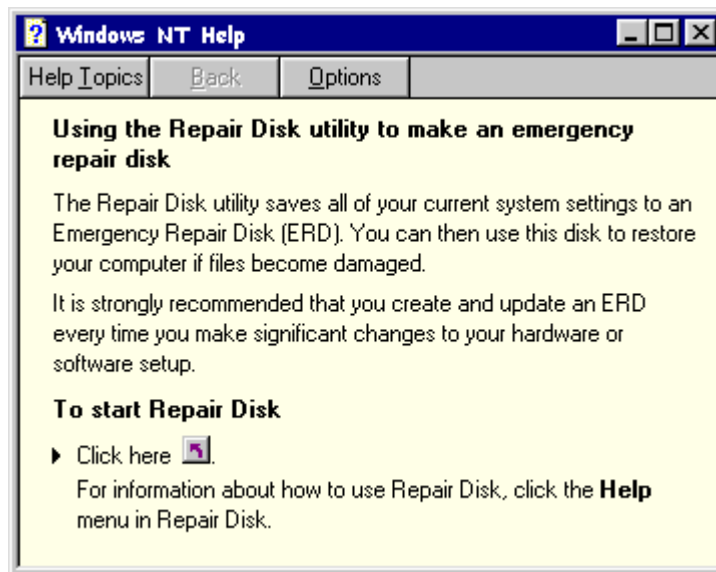 Windows NT Help
Help Topics Back Options
Using the Repair Disk utility to make an emergency
repair disk
The Repair Disk utility saves all of your current system settings to an
Emergency Repair Disk (ERD). You can then use this disk to restore
your computer if files become damaged.
It is strongly recommended that you create and update an ERD
every time you make significant changes to your hardware or
software setup.
To start Repair Disk
Click here .
For information about how to use Repair Disk, click the Help
menu in Repair Disk.